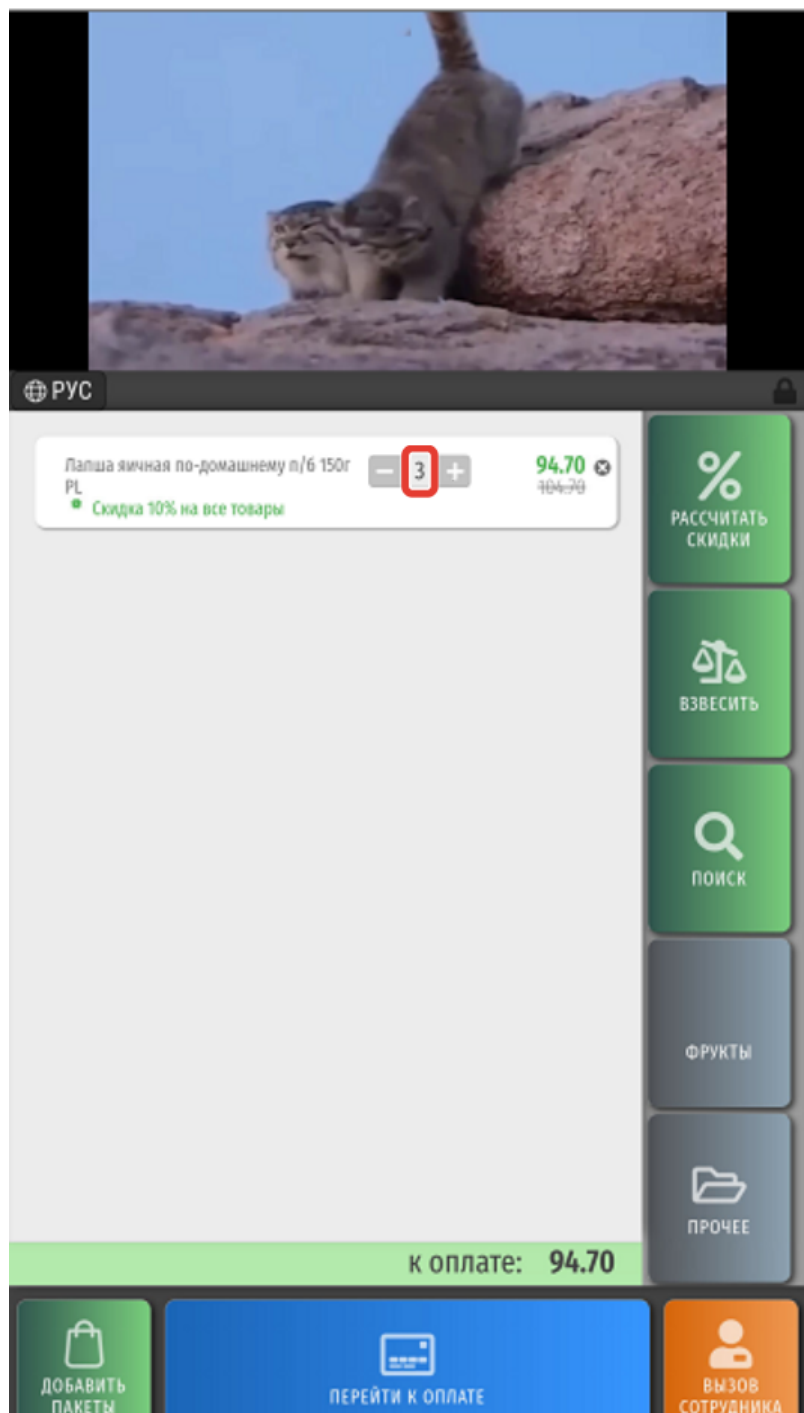 РУС
Лапша яичная по-домашнему п/б 150г
PL
3
94.70
104.70
Скидка 10% на все товары
РАССЧИТАТЬ
СКИДКИ
ВЗВЕСИТЬ
ПОИСК
ФРУКТЫ
ПРОЧЕЕ
к оплате: 94.70
ДОБАВИТЬ
ПАКЕТЫ
ПЕРЕЙТИ К ОПЛАТЕ
ВЫЗОВ
СОТРУДНИКА